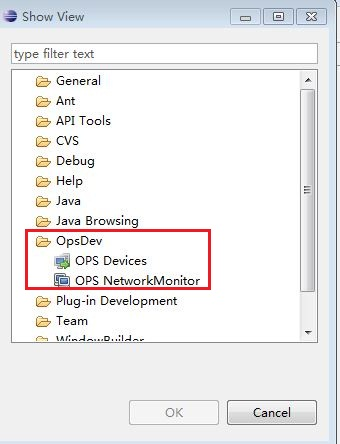 Show View
type filter text
General
Ant
API Tools
CVS
Debug
Help
Java
Java Browsing
OpsDev
OPS Devices
OPS NetworkMonitor
Plug-in Development
Team
WindowBuilder
OK
Cancel